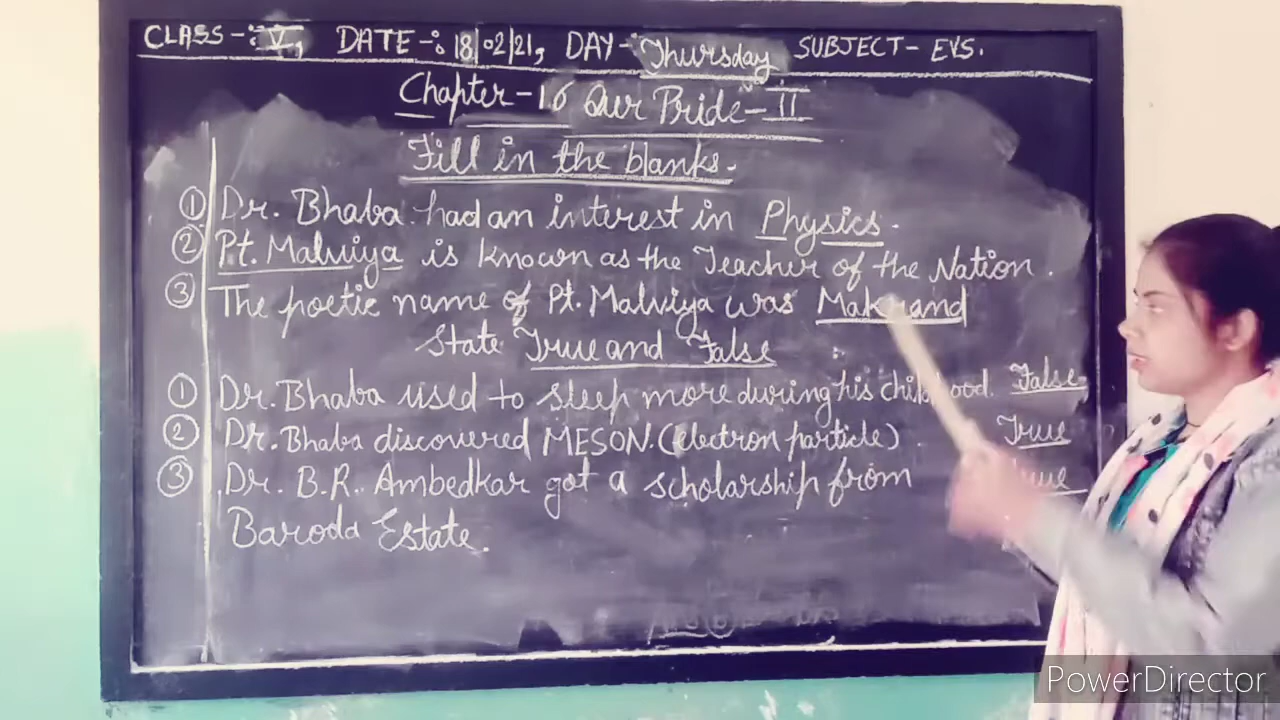 CLASS-: V, DATE-: 18/02/21, DAY-: Thursday SUBJECT- EVS.
Chapter-16 Our Pride-II
Fill in the blanks.
① Dr. Bhaba had an interest in Physics.
② Pt. Malviya is known as the Teacher of the Nation.
③ The poetic name of Pt. Malviya was Makrand
State True and False
① Dr. Bhaba used to sleep more during his childhood. False
② Dr. Bhaba discovered MESON. (electron particle). True
③ Dr. B.R. Ambedkar got a scholarship from True
Baroda Estate.
PowerDirector